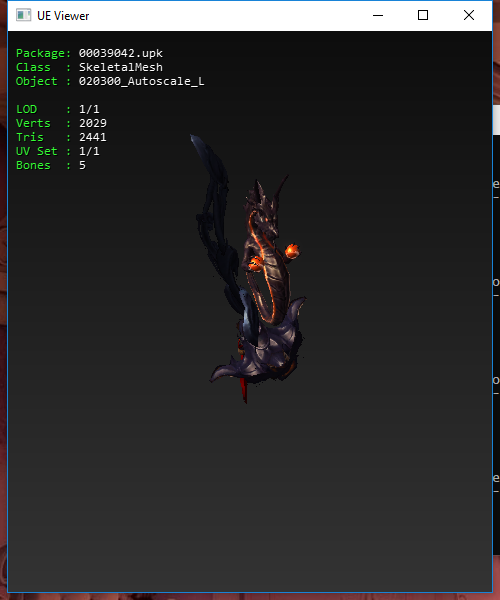 UE Viewer
Package: 00039042.upk
Class : SkeletalMesh
Object : 020300_Autoscale_L
LOD : 1/1
Verts : 2029
Tris : 2441
UV Set : 1/1
Bones : 5